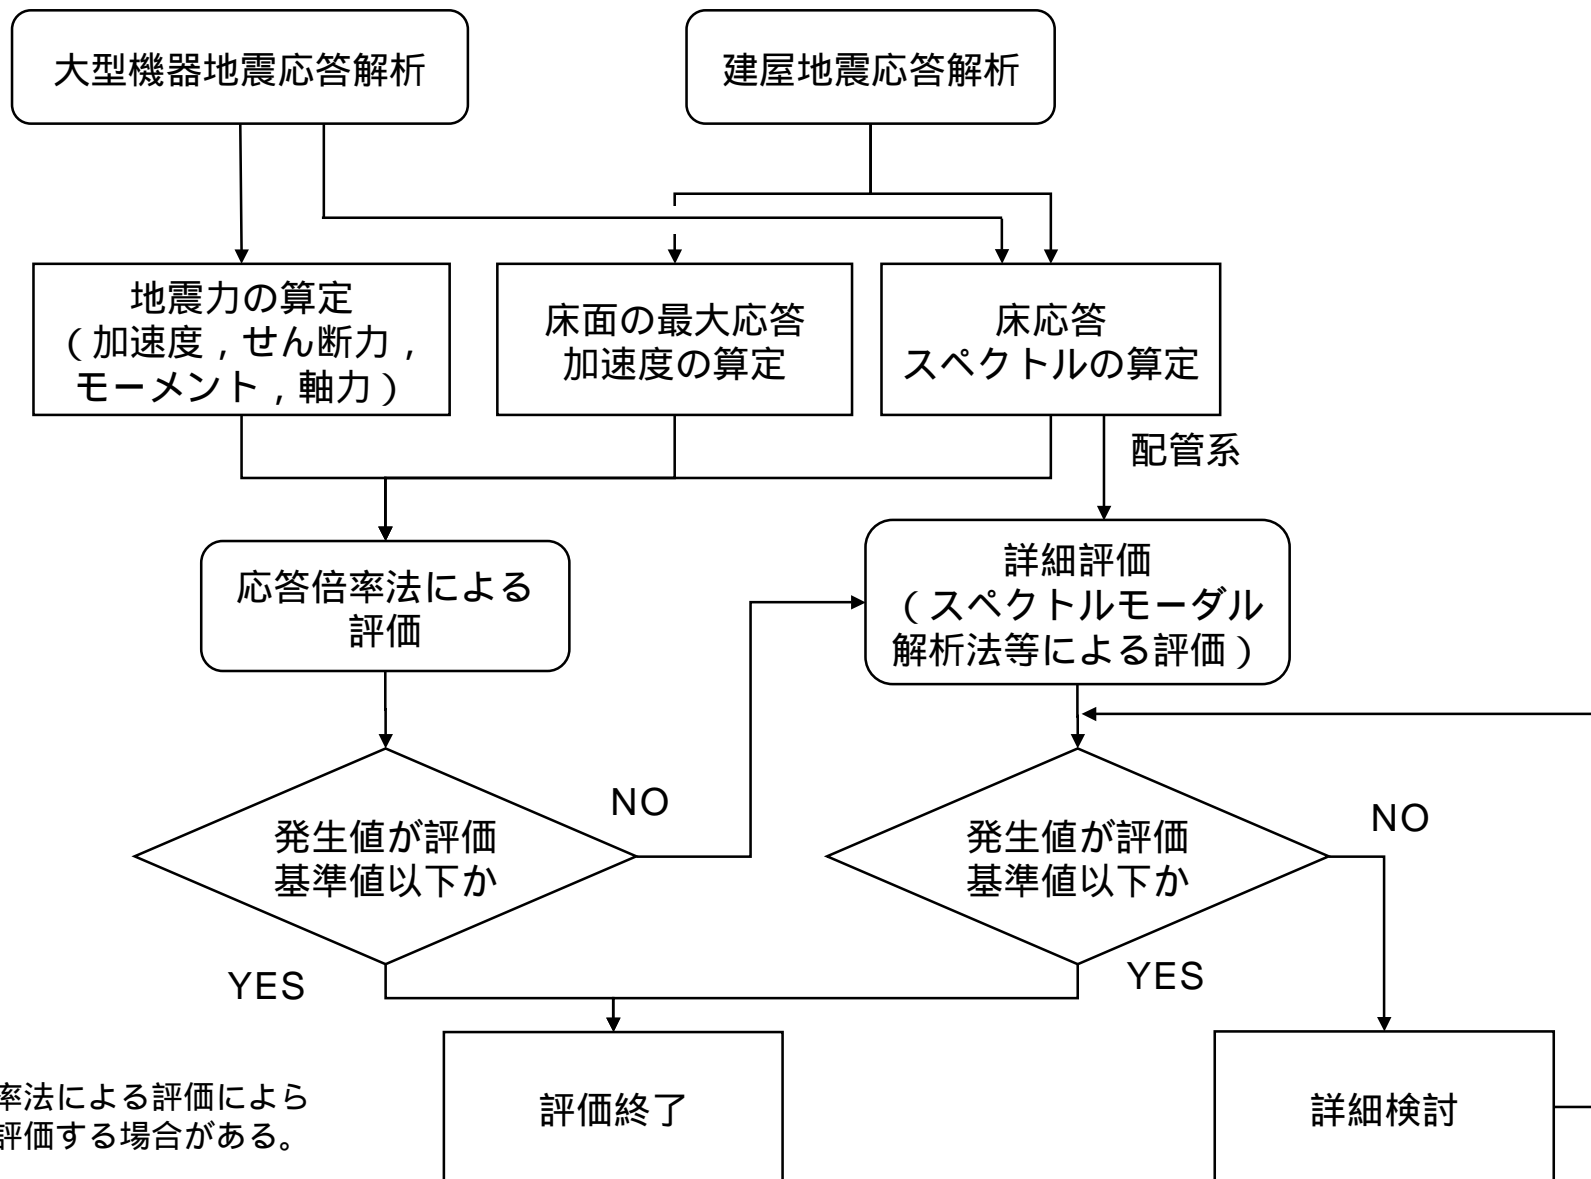 大型機器地震応答解析
建屋地震応答解析
地震力の算定
（加速度，せん断力，
モーメント，軸力）
床面の最大応答
加速度の算定
床応答
スペクトルの算定
配管系
応答倍率法による
評価
詳細評価
（スペクトルモーダル
解析法等による評価）
発生値が評価
基準値以下か
NO
発生値が評価
基準値以下か
NO
YES
YES
率法による評価によら
評価する場合がある。
評価終了
詳細検討